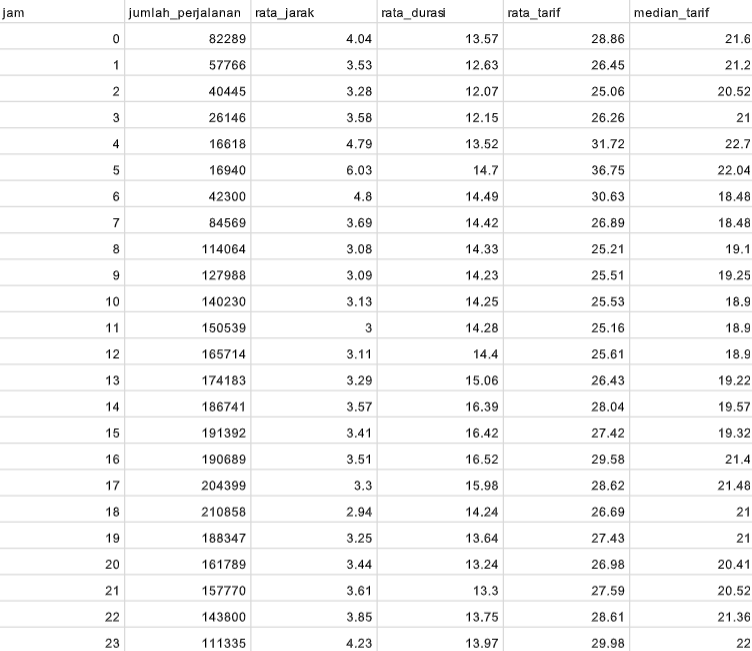 jam jumlah_perjalanan rata_jarak rata_durasi rata_tarif median_tarif
0 82289 4.04 13.57 28.86 21.6
1 57766 3.53 12.63 26.45 21.2
2 40445 3.28 12.07 25.06 20.52
3 26146 3.58 12.15 26.26 21
4 16618 4.79 13.52 31.72 22.7
5 16940 6.03 14.7 36.75 22.04
6 42300 4.8 14.49 30.63 18.48
7 84569 3.69 14.42 26.89 18.48
8 114064 3.08 14.33 25.21 19.1
9 127988 3.09 14.23 25.51 19.25
10 140230 3.13 14.25 25.53 18.9
11 150539 3 14.28 25.16 18.9
12 165714 3.11 14.4 25.61 18.9
13 174183 3.29 15.06 26.43 19.22
14 186741 3.57 16.39 28.04 19.57
15 191392 3.41 16.42 27.42 19.32
16 190689 3.51 16.52 29.58 21.4
17 204399 3.3 15.98 28.62 21.48
18 210858 2.94 14.24 26.69 21
19 188347 3.25 13.64 27.43 21
20 161789 3.44 13.24 26.98 20.41
21 157770 3.61 13.3 27.59 20.52
22 143800 3.85 13.75 28.61 21.36
23 111335 4.23 13.97 29.98 22